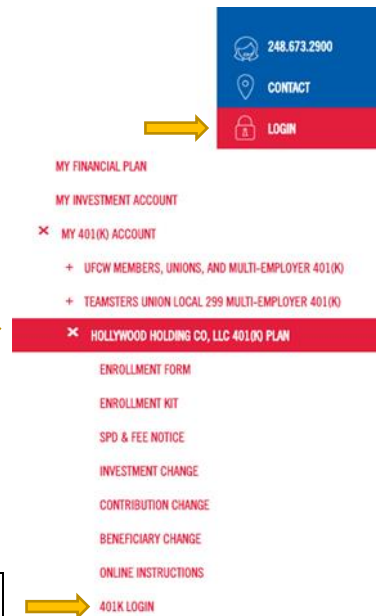 248.673.2900
CONTACT
LOGIN
MY FINANCIAL PLAN
MY INVESTMENT ACCOUNT
× MY 401(K) ACCOUNT
+ UFCW MEMBERS, UNIONS, AND MULTI-EMPLOYER 401(K)
+ TEAMSTERS UNION LOCAL 299 MULTI-EMPLOYER 401(K)
× HOLLYWOOD HOLDING CO, LLC 401(K) PLAN
ENROLLMENT FORM
ENROLLMENT KIT
SPD & FEE NOTICE
INVESTMENT CHANGE
CONTRIBUTION CHANGE
BENEFICIARY CHANGE
ONLINE INSTRUCTIONS
401K LOGIN